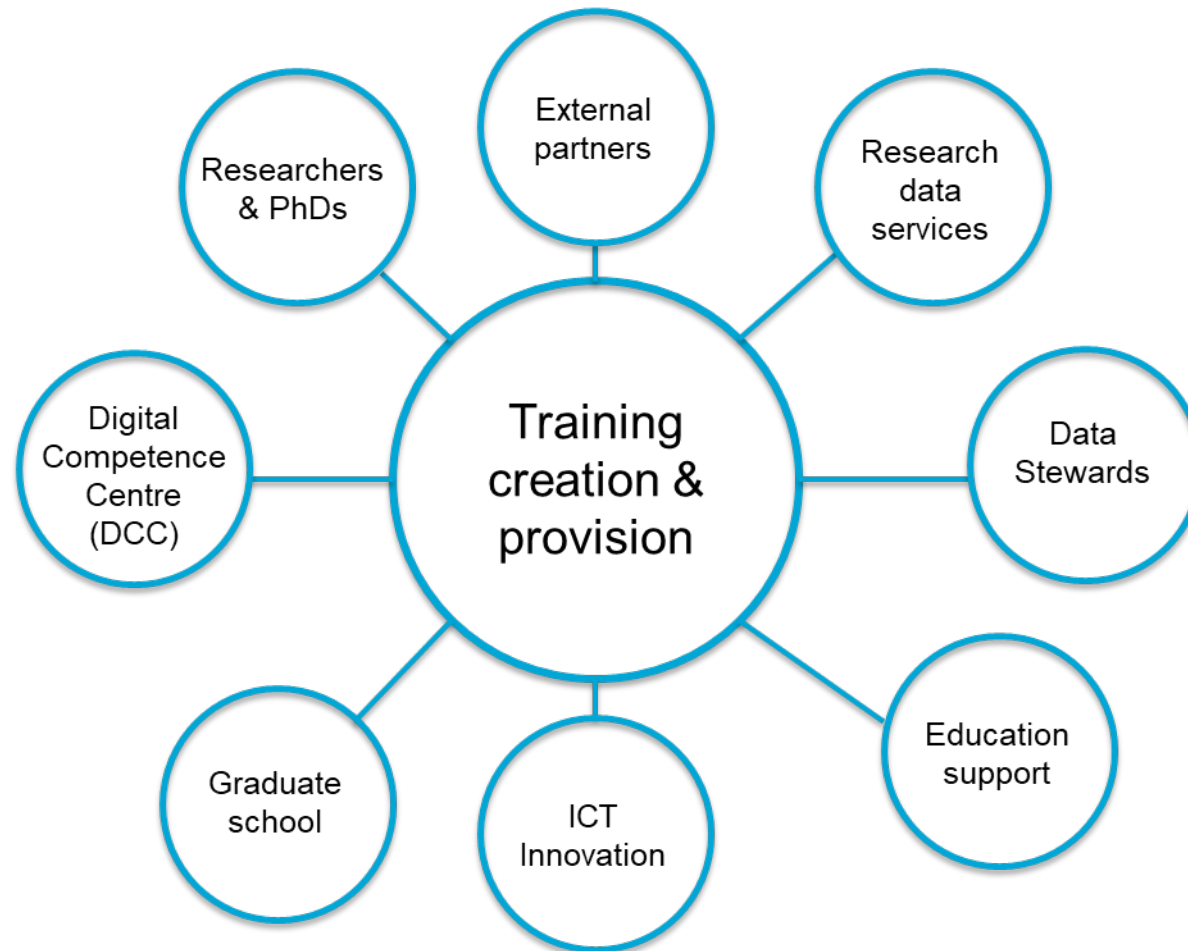 External
partners
Researchers
& PhDs
Research
data
services
Digital
Competence
Centre
(DCC)
Training
creation &
provision
Data
Stewards
Graduate
school
ICT
Innovation
Education
support